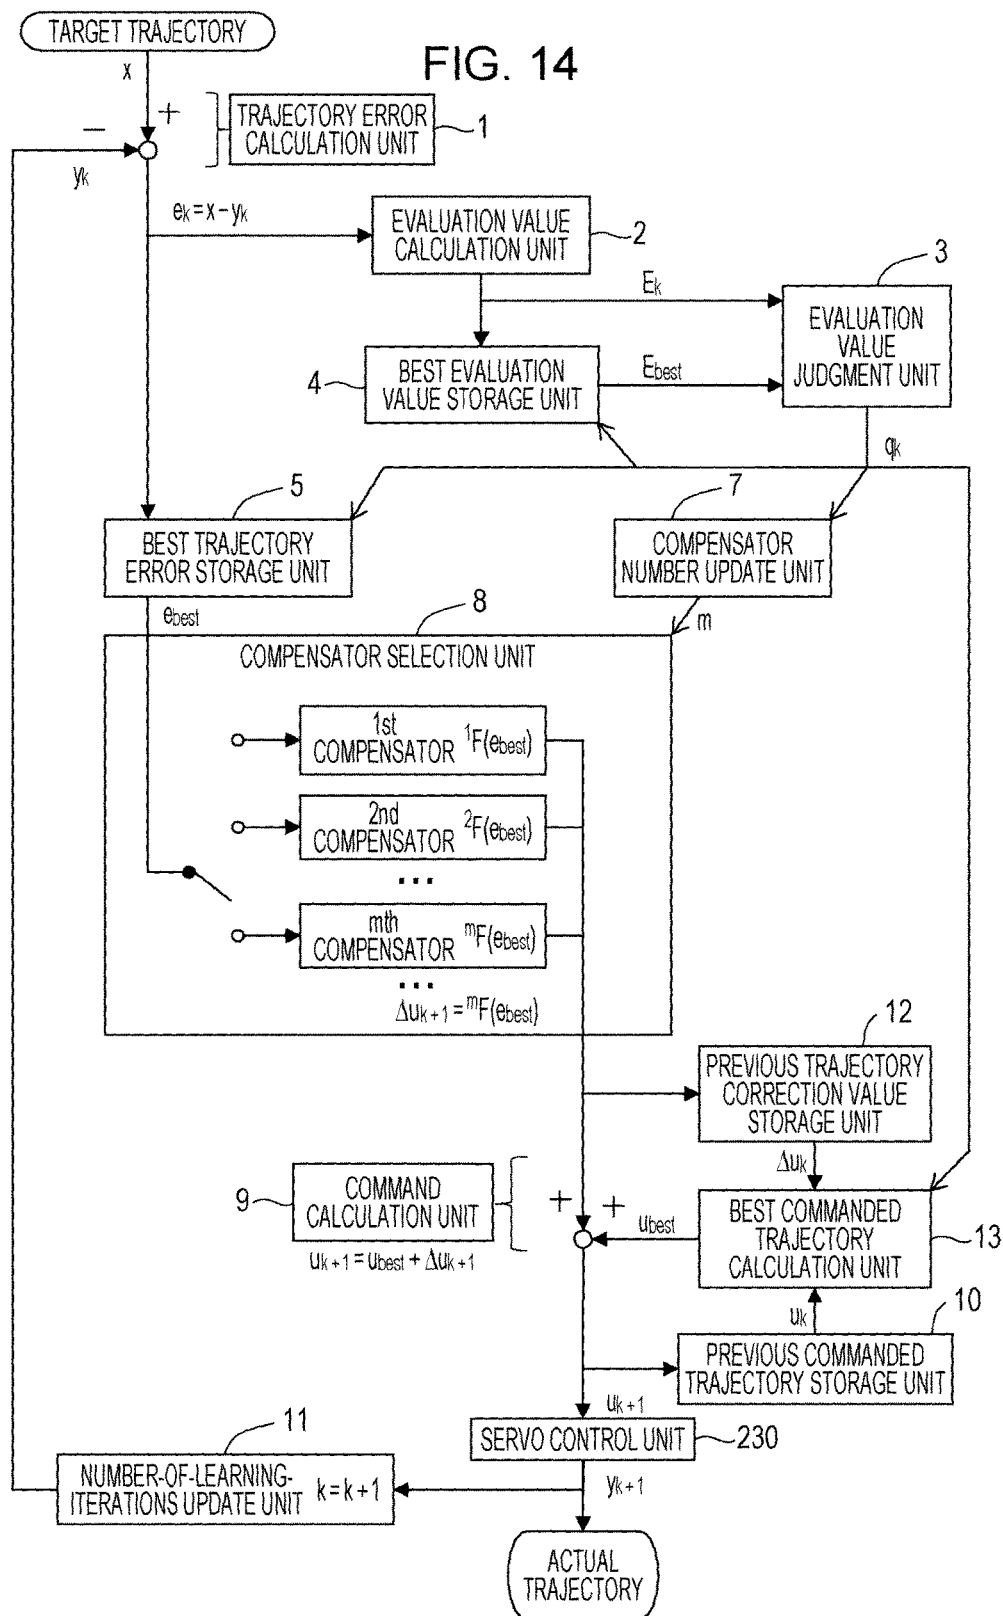 TARGET TRAJECTORY
FIG. 14
x
+
−
TRAJECTORY ERROR
CALCULATION UNIT
1
yk
ek = x − yk
EVALUATION VALUE
CALCULATION UNIT
2
3
Ek
EVALUATION
VALUE
JUDGMENT UNIT
4
BEST EVALUATION
VALUE STORAGE UNIT
Ebest
qk
5
7
BEST TRAJECTORY
ERROR STORAGE UNIT
COMPENSATOR
NUMBER UPDATE UNIT
ebest
8
m
COMPENSATOR SELECTION UNIT
1st
COMPENSATOR
1F(ebest)
2nd
COMPENSATOR
2F(ebest)
...
mth
COMPENSATOR
mF(ebest)
...
Δuk+1 = mF(ebest)
12
PREVIOUS TRAJECTORY
CORRECTION VALUE
STORAGE UNIT
Δuk
9
COMMAND
CALCULATION UNIT
+
+
uk+1 = ubest + Δuk+1
ubest
BEST COMMANDED
TRAJECTORY
CALCULATION UNIT
13
uk
10
PREVIOUS COMMANDED
TRAJECTORY STORAGE UNIT
uk+1
SERVO CONTROL UNIT
230
11
NUMBER-OF-LEARNING-
ITERATIONS UPDATE UNIT
k = k+1
yk+1
ACTUAL
TRAJECTORY